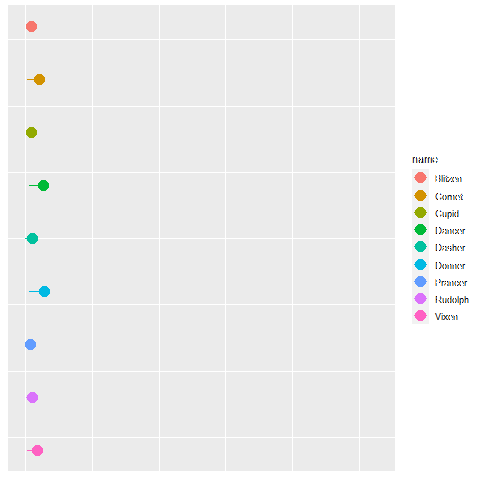 name
Blitzen
Comet
Cupid
Dancer
Dasher
Donner
Prancer
Rudolph
Vixen